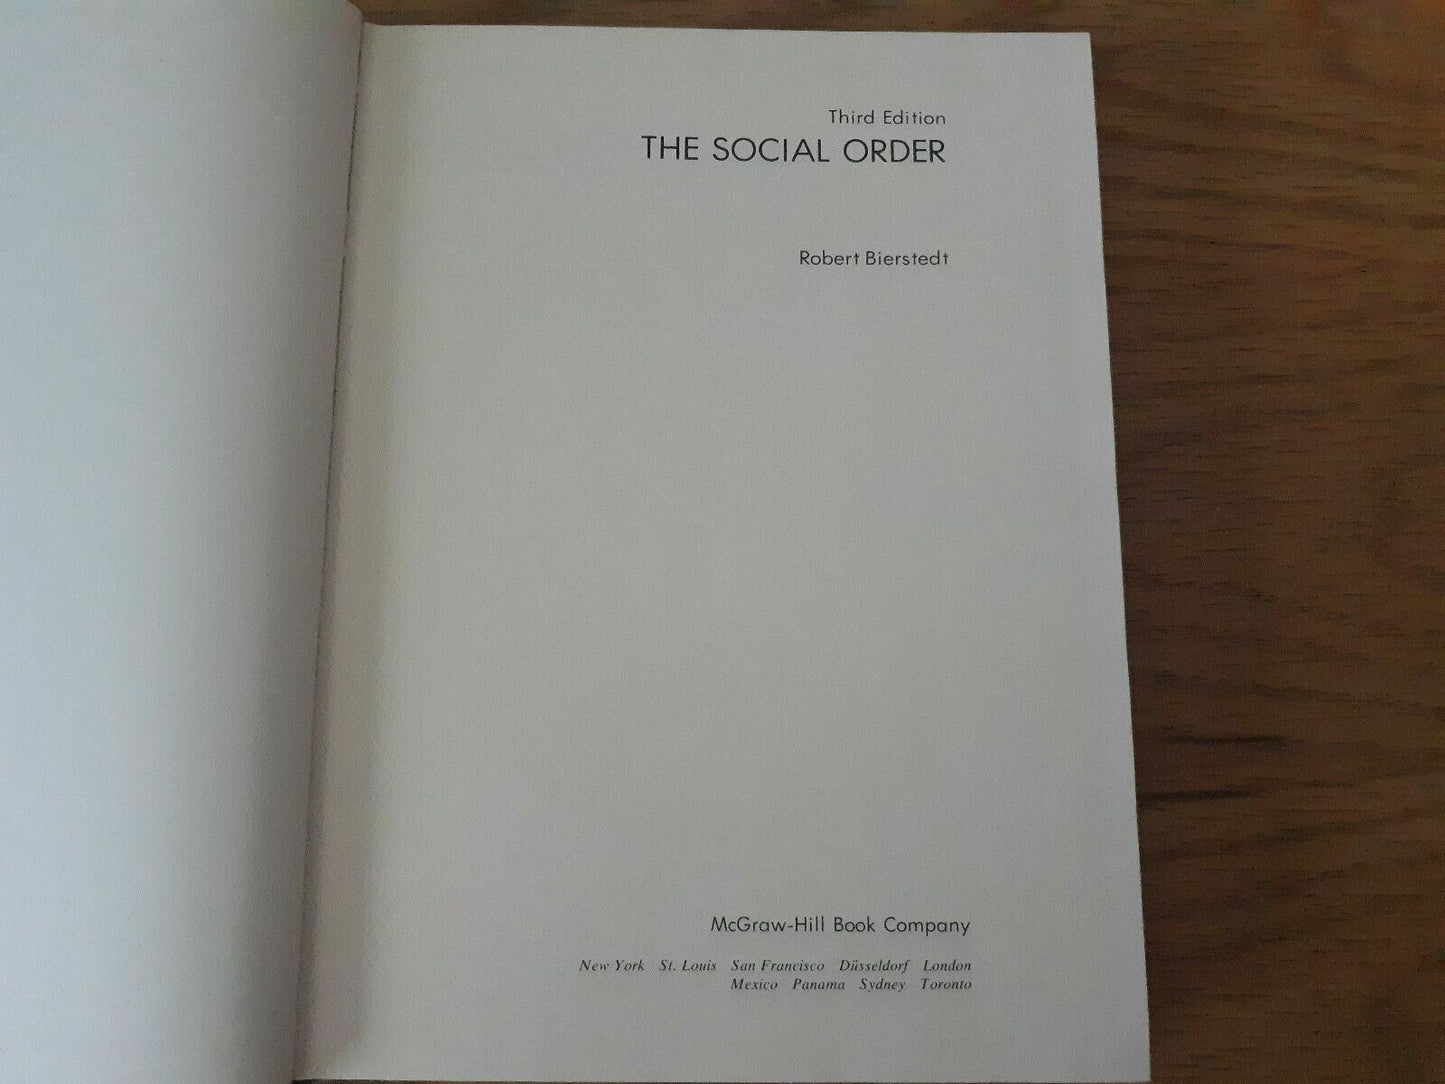 Third Edition
THE SOCIAL ORDER
Robert Bierstedt
McGraw-Hill Book Company
New York St. Louis San Francisco Düsseldorf London
Mexico Panama Sydney Toronto